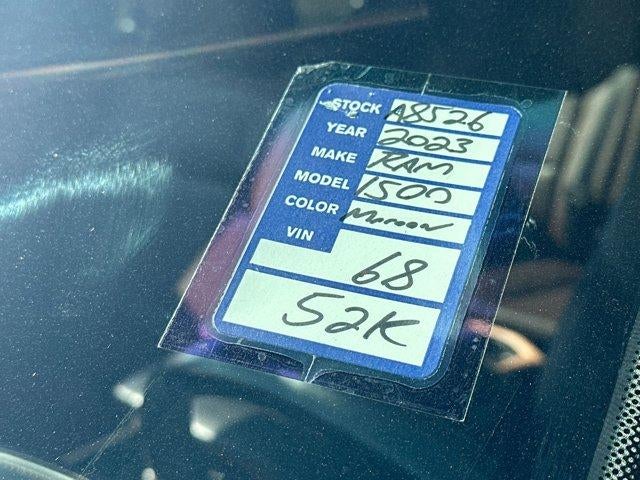 STOCK A8526
YEAR 2023
MAKE RAM
MODEL 1500
COLOR Maroon
VIN 68
52K